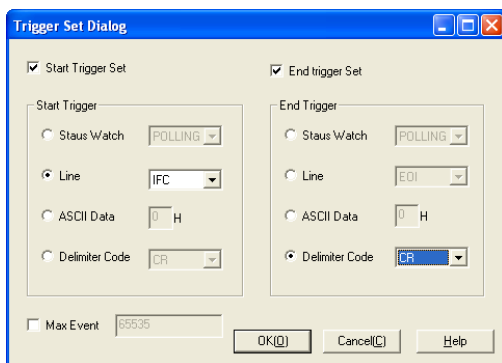 Trigger Set Dialog
Start Trigger Set
End trigger Set
Start Trigger
Staus Watch POLLING
Line IFC
ASCII Data 0 H
Delimiter Code CR
End Trigger
Staus Watch POLLING
Line EOI
ASCII Data 0 H
Delimiter Code CR
Max Event 65535
OK(O) Cancel(C) Help